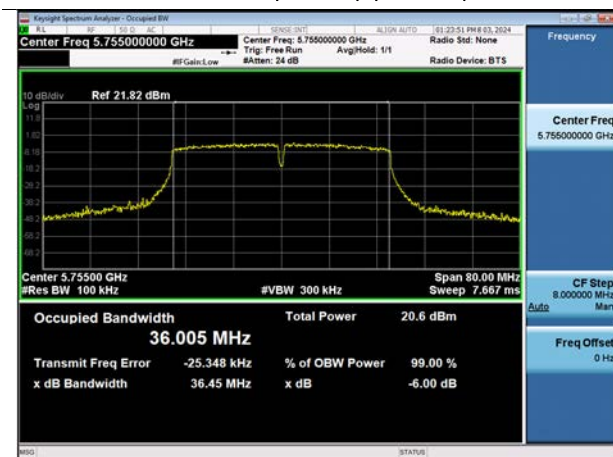 Keysight Spectrum Analyzer - Occupied BW
RL RF 50 Ω AC SENSE:INT ALIGN AUTO 01:23:51 PM 8 03, 2024
Center Freq 5.755000000 GHz Center Freq: 5.755000000 GHz Radio Std: None
Trig: Free Run Avg|Hold: 1/1
#IFGain:Low #Atten: 24 dB Radio Device: BTS
10 dB/div Ref 21.82 dBm
Log
11.8
1.82
-8.18
-18.2
-28.2
-38.2
-48.2
-58.2
-68.2
Center 5.75500 GHz Span 80.00 MHz
#Res BW 100 kHz #VBW 300 kHz Sweep 7.667 ms
Occupied Bandwidth Total Power 20.6 dBm
36.005 MHz
Transmit Freq Error -25.348 kHz % of OBW Power 99.00 %
x dB Bandwidth 36.45 MHz x dB -6.00 dB
MSG STATUS
Frequency
Center Freq
5.755000000 GHz
CF Step
8.000000 MHz
Auto Man
Freq Offset
0 Hz